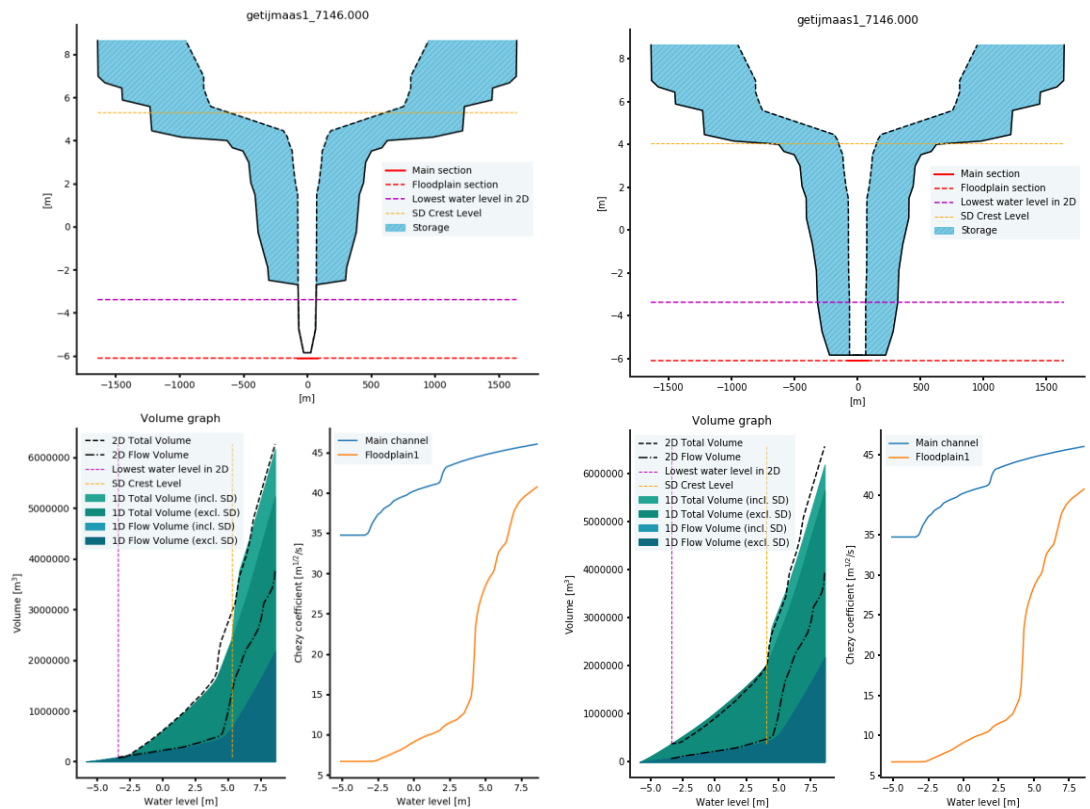 getijmaas1_7146.000
8
6
4
2
0
−2
−4
−6
[m]
−1500
−1000
−500
0
500
1000
1500
[m]
Main section
Floodplain section
Lowest water level in 2D
SD Crest Level
Storage
getijmaas1_7146.000
8
6
4
2
0
−2
−4
−6
[m]
−1500
−1000
−500
0
500
1000
1500
[m]
Main section
Floodplain section
Lowest water level in 2D
SD Crest Level
Storage
Volume graph
2D Total Volume
2D Flow Volume
Lowest water level in 2D
SD Crest Level
1D Total Volume (incl. SD)
1D Total Volume (excl. SD)
1D Flow Volume (incl. SD)
1D Flow Volume (excl. SD)
6000000
5000000
4000000
3000000
2000000
1000000
0
Volume [m³]
−5.0
−2.5
0.0
2.5
5.0
7.5
Water level [m]
Main channel
Floodplain1
45
40
35
30
25
20
15
10
5
Chezy coefficient [m^1/2/s]
−5.0
−2.5
0.0
2.5
5.0
7.5
Water level [m]
Volume graph
2D Total Volume
2D Flow Volume
Lowest water level in 2D
SD Crest Level
1D Total Volume (incl. SD)
1D Total Volume (excl. SD)
1D Flow Volume (incl. SD)
1D Flow Volume (excl. SD)
6000000
5000000
4000000
3000000
2000000
1000000
0
Volume [m³]
−5.0
−2.5
0.0
2.5
5.0
7.5
Water level [m]
Main channel
Floodplain1
45
40
35
30
25
20
15
10
5
Chezy coefficient [m^1/2/s]
−5.0
−2.5
0.0
2.5
5.0
7.5
Water level [m]